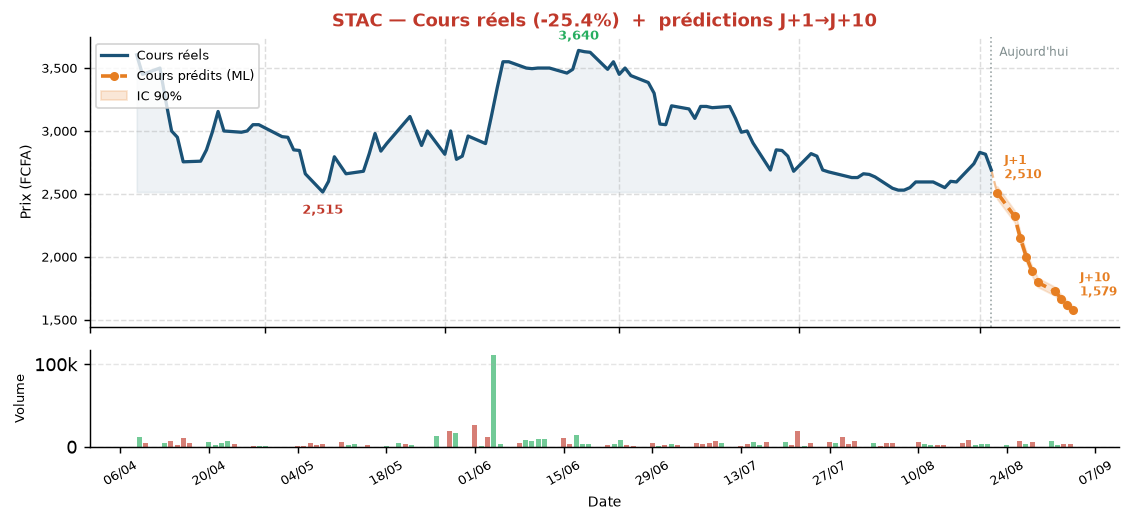 STAC — Cours réels (-25.4%)  +  prédictions J+1→J+10
3,640
Aujourd'hui
Cours réels
Cours prédits (ML)
IC 90%
3,500
3,000
2,500
2,000
1,500
Prix (FCFA)
2,515
J+1
2,510
J+10
1,579
100k
0
Volume
06/04
20/04
04/05
18/05
01/06
15/06
29/06
13/07
27/07
10/08
24/08
07/09
Date